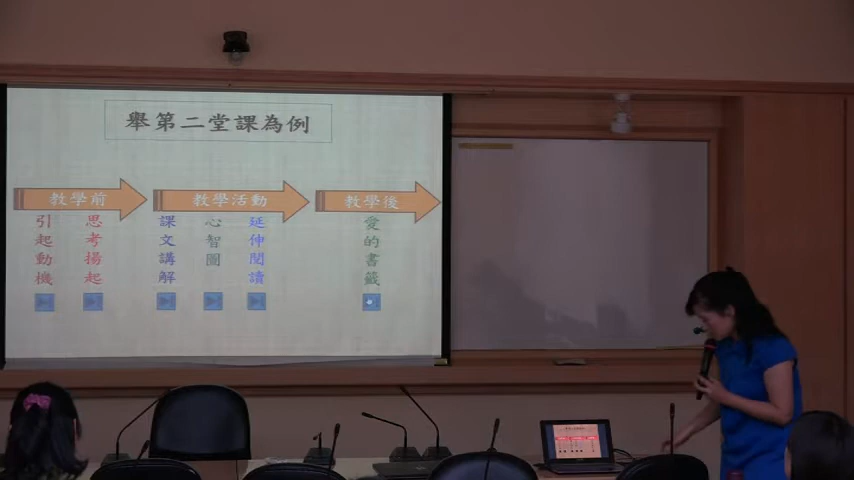 舉第二堂課為例
教學前
教學活動
教學後
引起動機
思考揚起
課文講解
心智圖
延伸閱讀
愛的書籤